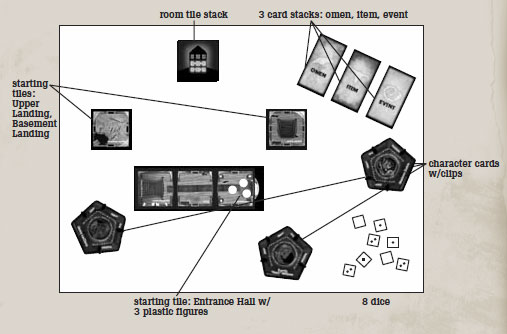 room tile stack
3 card stacks: omen, item, event
OMEN
ITEM
EVENT
starting
tiles:
Upper
Landing,
Basement
Landing
character cards
w/clips
starting tile: Entrance Hall w/
3 plastic figures
8 dice